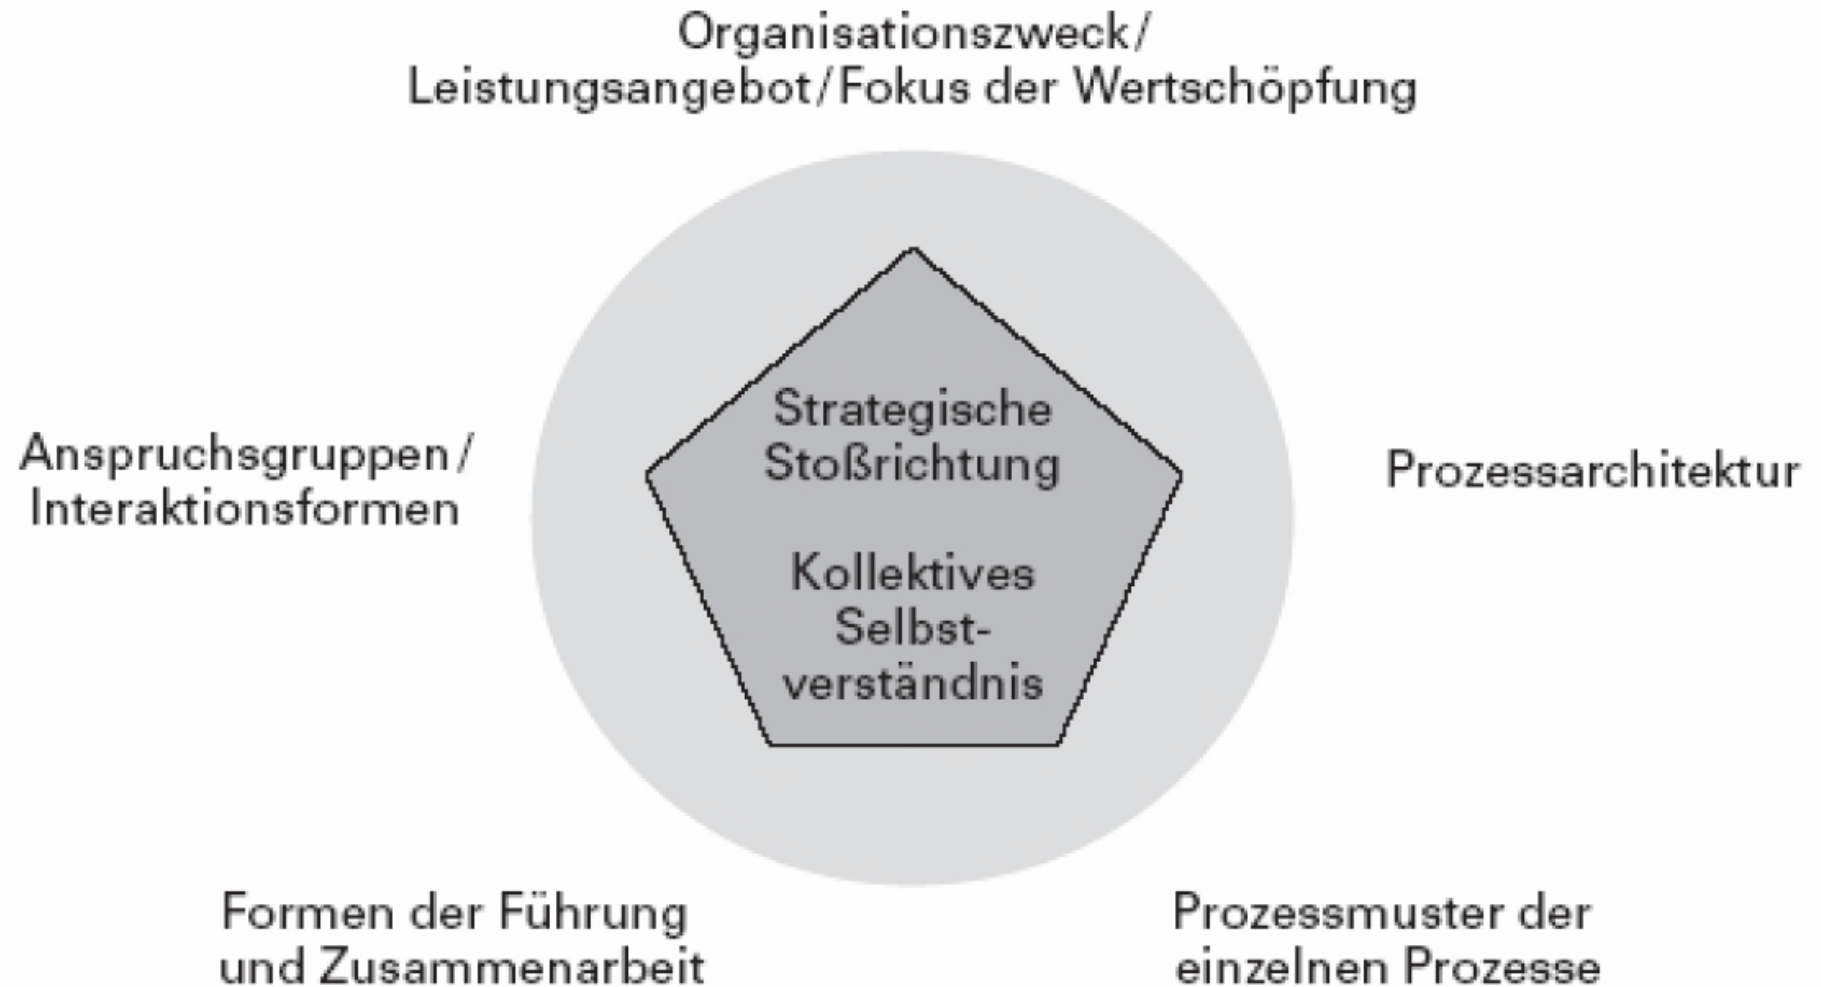 Organisationszweck/
Leistungsangebot/Fokus der Wertschöpfung
Strategische
Stoßrichtung
Anspruchsgruppen/
Interaktionsformen
Prozessarchitektur
Kollektives
Selbst-
verständnis
Formen der Führung
und Zusammenarbeit
Prozessmuster der
einzelnen Prozesse